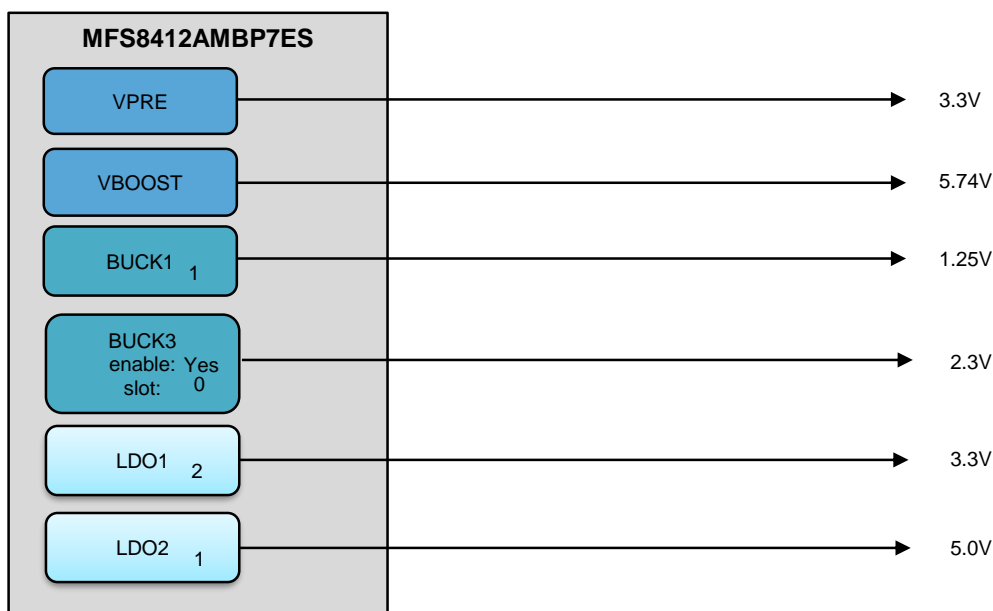 MFS8412AMBP7ES
VPRE
3.3V
VBOOST
5.74V
BUCK1 1
1.25V
BUCK3
enable: Yes
slot: 0
2.3V
LDO1 2
3.3V
LDO2 1
5.0V